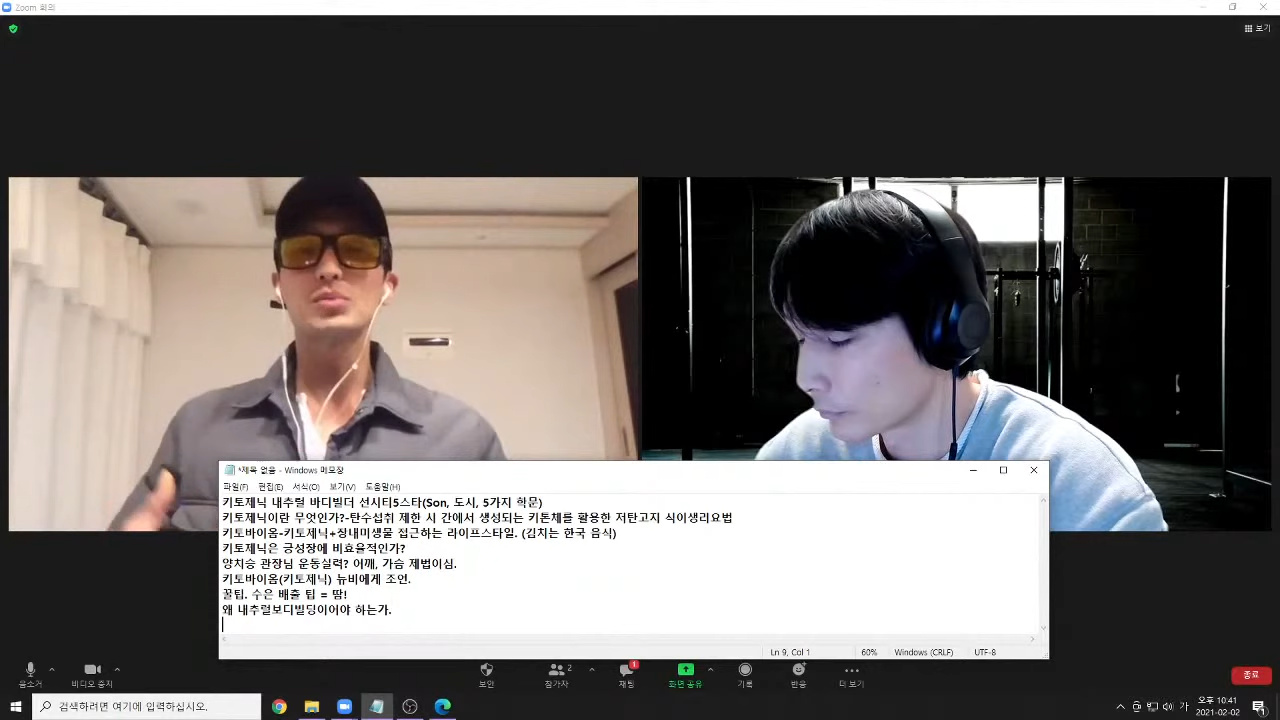 Zoom 회의
보기
*제목 없음 - Windows 메모장
파일(F) 편집(E) 서식(O) 보기(V) 도움말(H)
키토제닉 내추럴 바디빌더 선시티5스타(Son, 도시, 5가지 학문)
키토제닉이란 무엇인가?-탄수섭취 제한 시 간에서 생성되는 키톤체를 활용한 저탄고지 식이생리요법
키토바이옴-키토제닉+장내미생물 접근하는 라이프스타일. (김치는 한국 음식)
키토제닉은 긍성장에 비효율적인가?
양치승 관장님 운동실력? 어깨, 가슴 제법이심.
키토바이옴(키토제닉) 뉴비에게 조언.
꿀팁. 수은 배출 팁 = 땀!
왜 내추럴보디빌딩이어야 하는가.
Ln 9, Col 1 60% Windows (CRLF) UTF-8
음소거 비디오 중지 보안 참가자 2 채팅 1 화면 공유 기록 반응 더 보기 종료
검색하려면 여기에 입력하십시오.
가 오후 10:41
2021-02-02